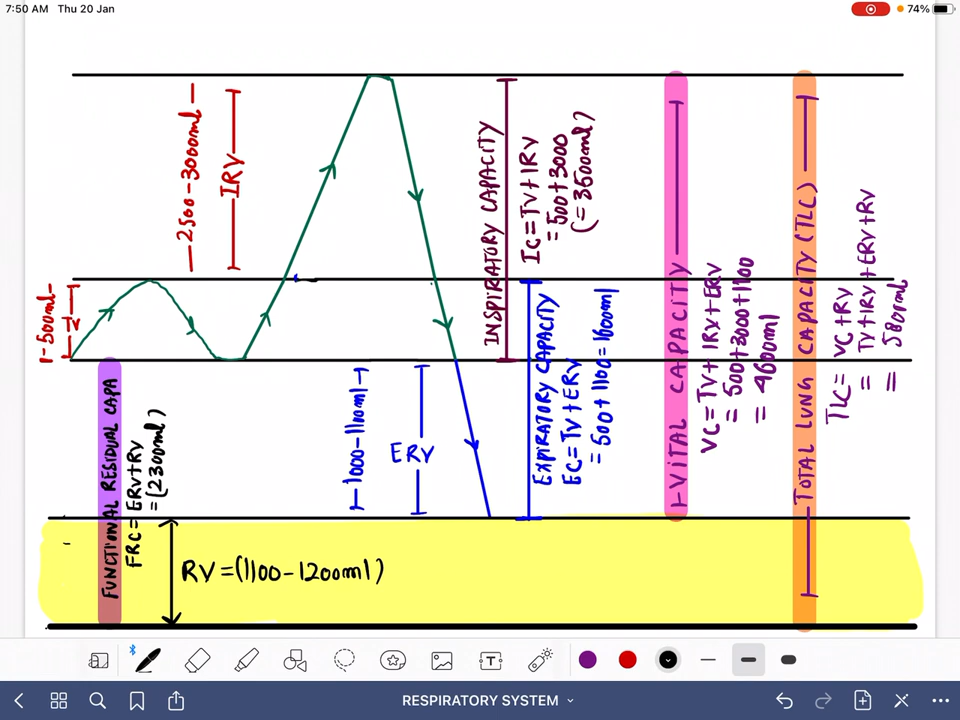 7:50 AM Thu 20 Jan
74%
-500ml-
TV
-2500-3000ml-
IRV
INSPIRATORY CAPACITY
IC=TV+IRV
=500+3000
(=3500ml)
FUNCTIONAL RESIDUAL CAPA
FRC=ERV+RV
=(2300ml)
1000-1100ml
ERV
EXPIRATORY CAPACITY
EC=TV+ERV
=500+1100=1600ml
VITAL CAPACITY
VC=TV+IRV+ERV
=500+3000+1100
=4600ml
TOTAL LUNG CAPACITY (TLC)
TLC= VC+RV
= TV+IRV+ERV+RV
= 5800ml
RV=(1100-1200ml)
RESPIRATORY SYSTEM